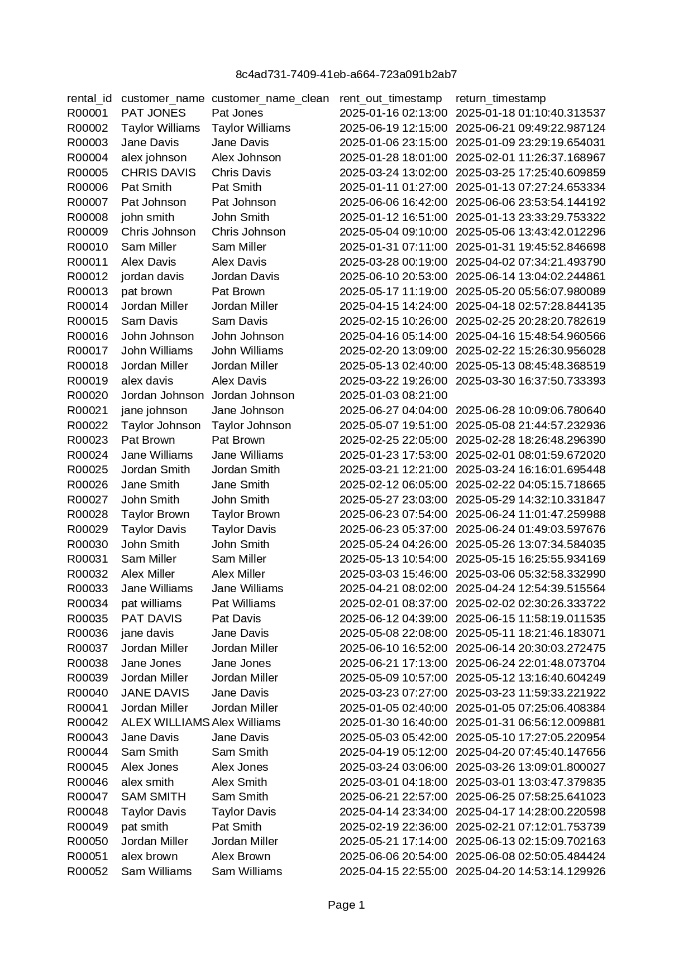 8c4ad731-7409-41eb-a664-723a091b2ab7
rental_id customer_name customer_name_clean rent_out_timestamp return_timestamp
R00001 PAT JONES Pat Jones 2025-01-16 02:13:00 2025-01-18 01:10:40.313537
R00002 Taylor Williams Taylor Williams 2025-06-19 12:15:00 2025-06-21 09:49:22.987124
R00003 Jane Davis Jane Davis 2025-01-06 23:15:00 2025-01-09 23:29:19.654031
R00004 alex johnson Alex Johnson 2025-01-28 18:01:00 2025-02-01 11:26:37.168967
R00005 CHRIS DAVIS Chris Davis 2025-03-24 13:02:00 2025-03-25 17:25:40.609859
R00006 Pat Smith Pat Smith 2025-01-11 01:27:00 2025-01-13 07:27:24.653334
R00007 Pat Johnson Pat Johnson 2025-06-06 16:42:00 2025-06-06 23:53:54.144192
R00008 john smith John Smith 2025-01-12 16:51:00 2025-01-13 23:33:29.753322
R00009 Chris Johnson Chris Johnson 2025-05-04 09:10:00 2025-05-06 13:43:42.012296
R00010 Sam Miller Sam Miller 2025-01-31 07:11:00 2025-01-31 19:45:52.846698
R00011 Alex Davis Alex Davis 2025-03-28 00:19:00 2025-04-02 07:34:21.493790
R00012 jordan davis Jordan Davis 2025-06-10 20:53:00 2025-06-14 13:04:02.244861
R00013 pat brown Pat Brown 2025-05-17 11:19:00 2025-05-20 05:56:07.980089
R00014 Jordan Miller Jordan Miller 2025-04-15 14:24:00 2025-04-18 02:57:28.844135
R00015 Sam Davis Sam Davis 2025-02-15 10:26:00 2025-02-25 20:28:20.782619
R00016 John Johnson John Johnson 2025-04-16 05:14:00 2025-04-16 15:48:54.960566
R00017 John Williams John Williams 2025-02-20 13:09:00 2025-02-22 15:26:30.956028
R00018 Jordan Miller Jordan Miller 2025-05-13 02:40:00 2025-05-13 08:45:48.368519
R00019 alex davis Alex Davis 2025-03-22 19:26:00 2025-03-30 16:37:50.733393
R00020 Jordan Johnson Jordan Johnson 2025-01-03 08:21:00
R00021 jane johnson Jane Johnson 2025-06-27 04:04:00 2025-06-28 10:09:06.780640
R00022 Taylor Johnson Taylor Johnson 2025-05-07 19:51:00 2025-05-08 21:44:57.232936
R00023 Pat Brown Pat Brown 2025-02-25 22:05:00 2025-02-28 18:26:48.296390
R00024 Jane Williams Jane Williams 2025-01-23 17:53:00 2025-02-01 08:01:59.672020
R00025 Jordan Smith Jordan Smith 2025-03-21 12:21:00 2025-03-24 16:16:01.695448
R00026 Jane Smith Jane Smith 2025-02-12 06:05:00 2025-02-22 04:05:15.718665
R00027 John Smith John Smith 2025-05-27 23:03:00 2025-05-29 14:32:10.331847
R00028 Taylor Brown Taylor Brown 2025-06-23 07:54:00 2025-06-24 11:01:47.259988
R00029 Taylor Davis Taylor Davis 2025-06-23 05:37:00 2025-06-24 01:49:03.597676
R00030 John Smith John Smith 2025-05-24 04:26:00 2025-05-26 13:07:34.584035
R00031 Sam Miller Sam Miller 2025-05-13 10:54:00 2025-05-15 16:25:55.934169
R00032 Alex Miller Alex Miller 2025-03-03 15:46:00 2025-03-06 05:32:58.332990
R00033 Jane Williams Jane Williams 2025-04-21 08:02:00 2025-04-24 12:54:39.515564
R00034 pat williams Pat Williams 2025-02-01 08:37:00 2025-02-02 02:30:26.333722
R00035 PAT DAVIS Pat Davis 2025-06-12 04:39:00 2025-06-15 11:58:19.011535
R00036 jane davis Jane Davis 2025-05-08 22:08:00 2025-05-11 18:21:46.183071
R00037 Jordan Miller Jordan Miller 2025-06-10 16:52:00 2025-06-14 20:30:03.272475
R00038 Jane Jones Jane Jones 2025-06-21 17:13:00 2025-06-24 22:01:48.073704
R00039 Jordan Miller Jordan Miller 2025-05-09 10:57:00 2025-05-12 13:16:40.604249
R00040 JANE DAVIS Jane Davis 2025-03-23 07:27:00 2025-03-23 11:59:33.221922
R00041 Jordan Miller Jordan Miller 2025-01-05 02:40:00 2025-01-05 07:25:06.408384
R00042 ALEX WILLIAMS Alex Williams 2025-01-30 16:40:00 2025-01-31 06:56:12.009881
R00043 Jane Davis Jane Davis 2025-05-03 05:42:00 2025-05-10 17:27:05.220954
R00044 Sam Smith Sam Smith 2025-04-19 05:12:00 2025-04-20 07:45:40.147656
R00045 Alex Jones Alex Jones 2025-03-24 03:06:00 2025-03-26 13:09:01.800027
R00046 alex smith Alex Smith 2025-03-01 04:18:00 2025-03-01 13:03:47.379835
R00047 SAM SMITH Sam Smith 2025-06-21 22:57:00 2025-06-25 07:58:25.641023
R00048 Taylor Davis Taylor Davis 2025-04-14 23:34:00 2025-04-17 14:28:00.220598
R00049 pat smith Pat Smith 2025-02-19 22:36:00 2025-02-21 07:12:01.753739
R00050 Jordan Miller Jordan Miller 2025-05-21 17:14:00 2025-06-13 02:15:09.702163
R00051 alex brown Alex Brown 2025-06-06 20:54:00 2025-06-08 02:50:05.484424
R00052 Sam Williams Sam Williams 2025-04-15 22:55:00 2025-04-20 14:53:14.129926
Page 1